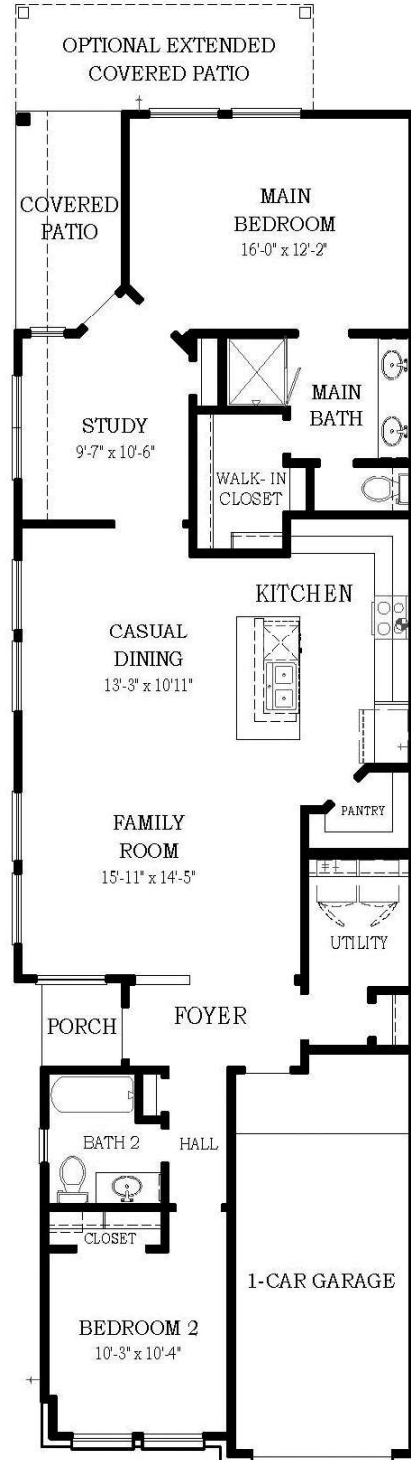 OPTIONAL EXTENDED
COVERED PATIO
COVERED
PATIO
MAIN
BEDROOM
16'-0" x 12'-2"
STUDY
9'-7" x 10'-6"
MAIN
BATH
WALK-IN
CLOSET
KITCHEN
CASUAL
DINING
13'-3" x 10'11"
PANTRY
FAMILY
ROOM
15'-11" x 14'-5"
UTILITY
PORCH
FOYER
BATH 2
HALL
CLOSET
1-CAR GARAGE
BEDROOM 2
10'-3" x 10'-4"